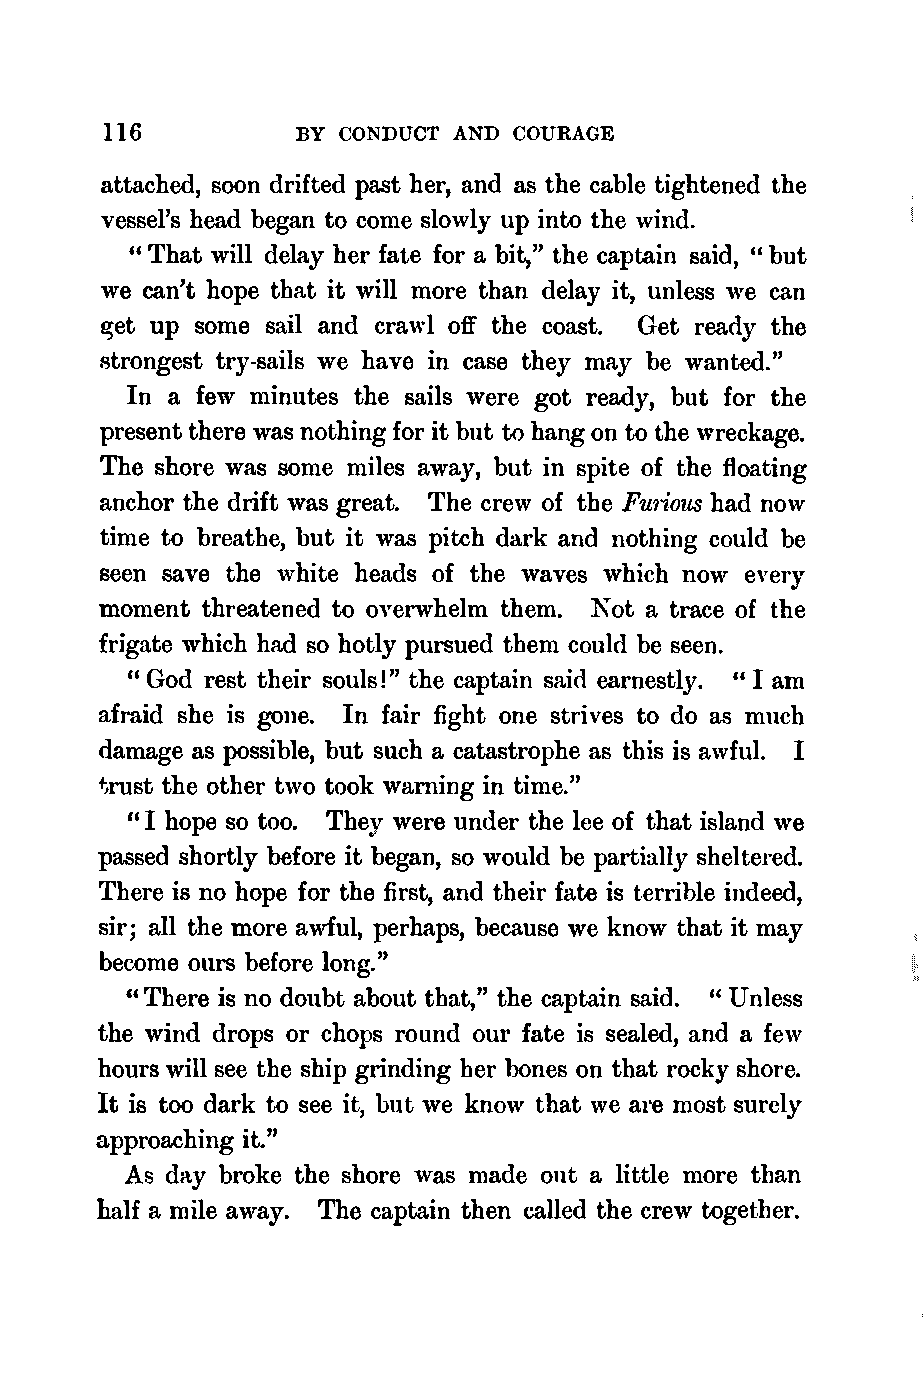 116 BY CONDUCT AND COURAGE
attached, soon drifted past her, and as the cable tightened the
vessel's head began to come slowly up into the wind.
“That will delay her fate for a bit,” the captain said, “but
we can't hope that it will more than delay it, unless we can
get up some sail and crawl off the coast. Get ready the
strongest try-sails we have in case they may be wanted.”
In a few minutes the sails were got ready, but for the
present there was nothing for it but to hang on to the wreckage.
The shore was some miles away, but in spite of the floating
anchor the drift was great. The crew of the Furious had now
time to breathe, but it was pitch dark and nothing could be
seen save the white heads of the waves which now every
moment threatened to overwhelm them. Not a trace of the
frigate which had so hotly pursued them could be seen.
“God rest their souls!” the captain said earnestly. “I am
afraid she is gone. In fair fight one strives to do as much
damage as possible, but such a catastrophe as this is awful. I
trust the other two took warning in time.”
“I hope so too. They were under the lee of that island we
passed shortly before it began, so would be partially sheltered.
There is no hope for the first, and their fate is terrible indeed,
sir; all the more awful, perhaps, because we know that it may
become ours before long.”
“There is no doubt about that,” the captain said. “Unless
the wind drops or chops round our fate is sealed, and a few
hours will see the ship grinding her bones on that rocky shore.
It is too dark to see it, but we know that we are most surely
approaching it.”
As day broke the shore was made out a little more than
half a mile away. The captain then called the crew together.